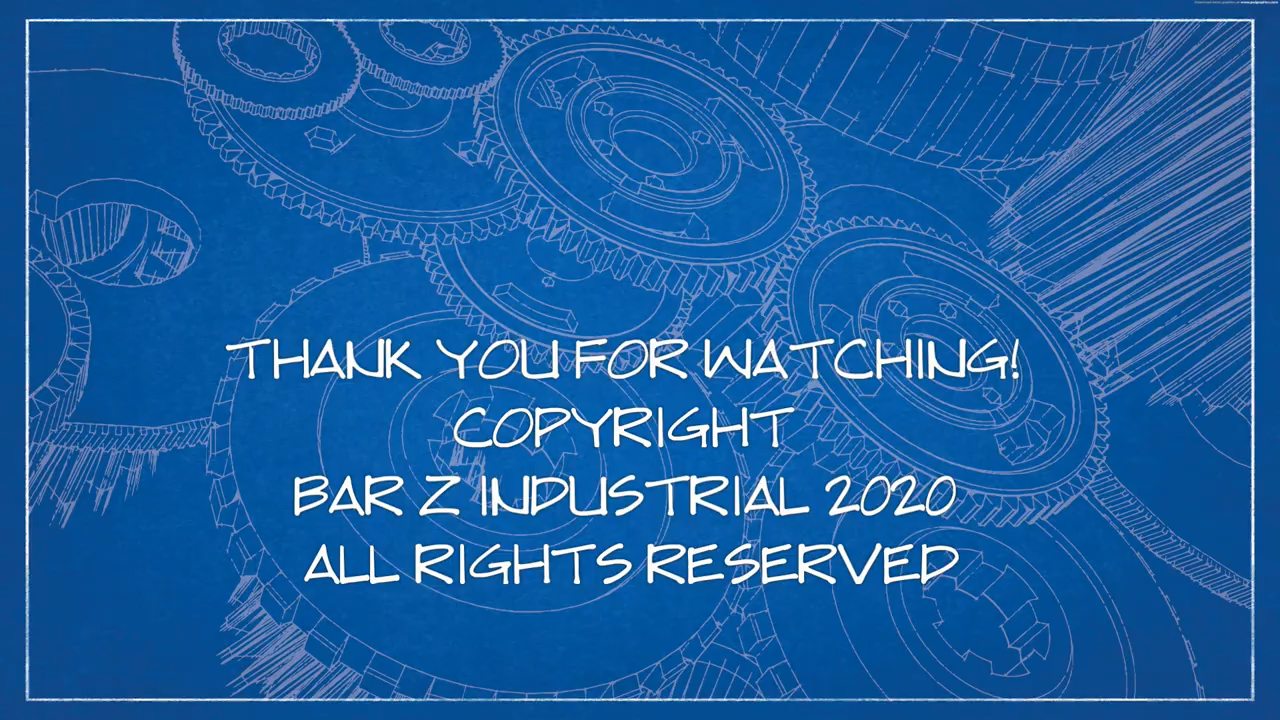 THANK YOU FOR WATCHING!
COPYRIGHT
BAR Z INDUSTRIAL 2020
ALL RIGHTS RESERVED